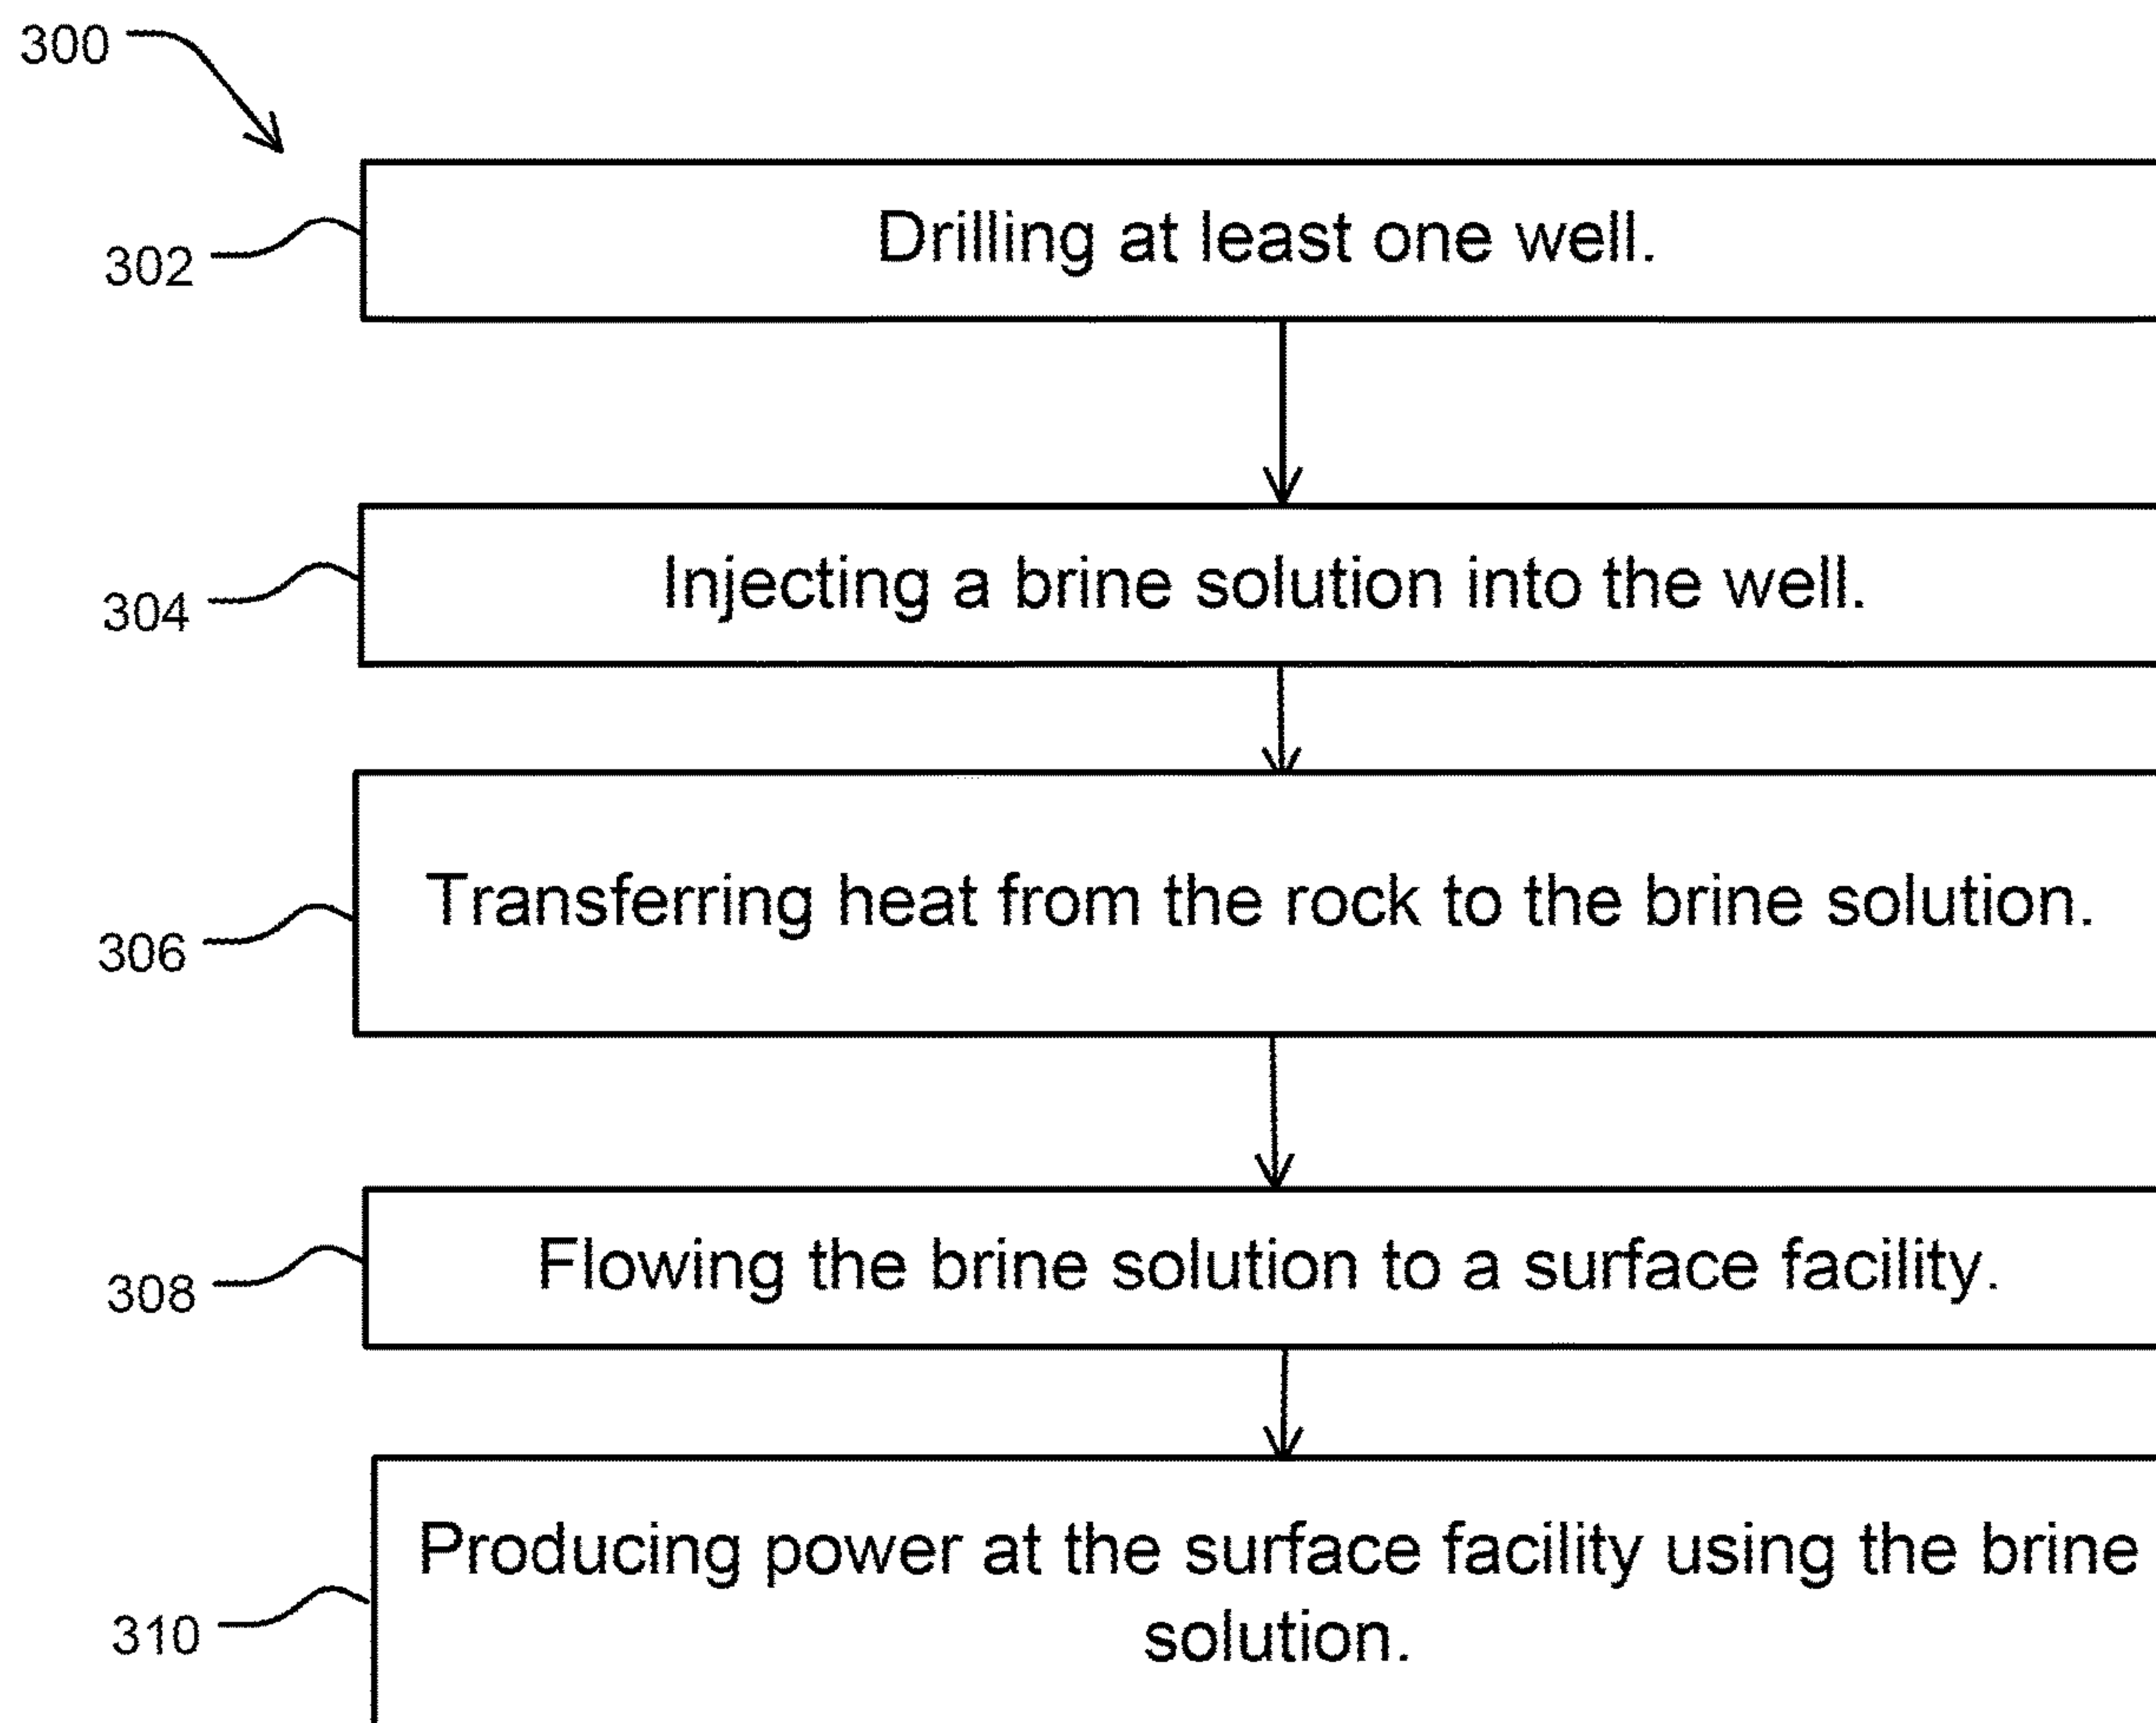 300
Drilling at least one well.
302
Injecting a brine solution into the well.
304
Transferring heat from the rock to the brine solution.
306
Flowing the brine solution to a surface facility.
308
Producing power at the surface facility using the brine
solution.
310